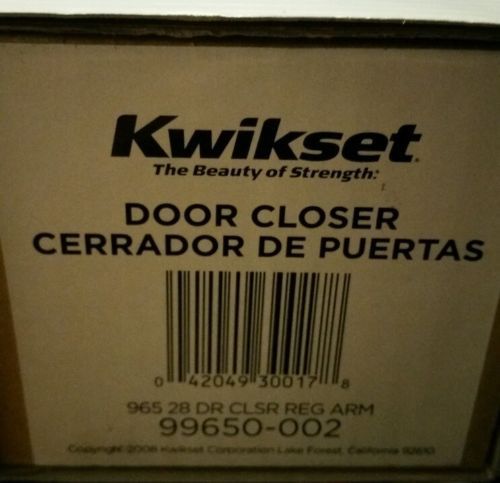 Kwikset
The Beauty of Strength:
DOOR CLOSER
CERRADOR DE PUERTAS
0 42049 30017 8
965 28 DR CLSR REG ARM
99650-002
Copyright 2008 Kwikset Corporation Lake Forest, California 92610